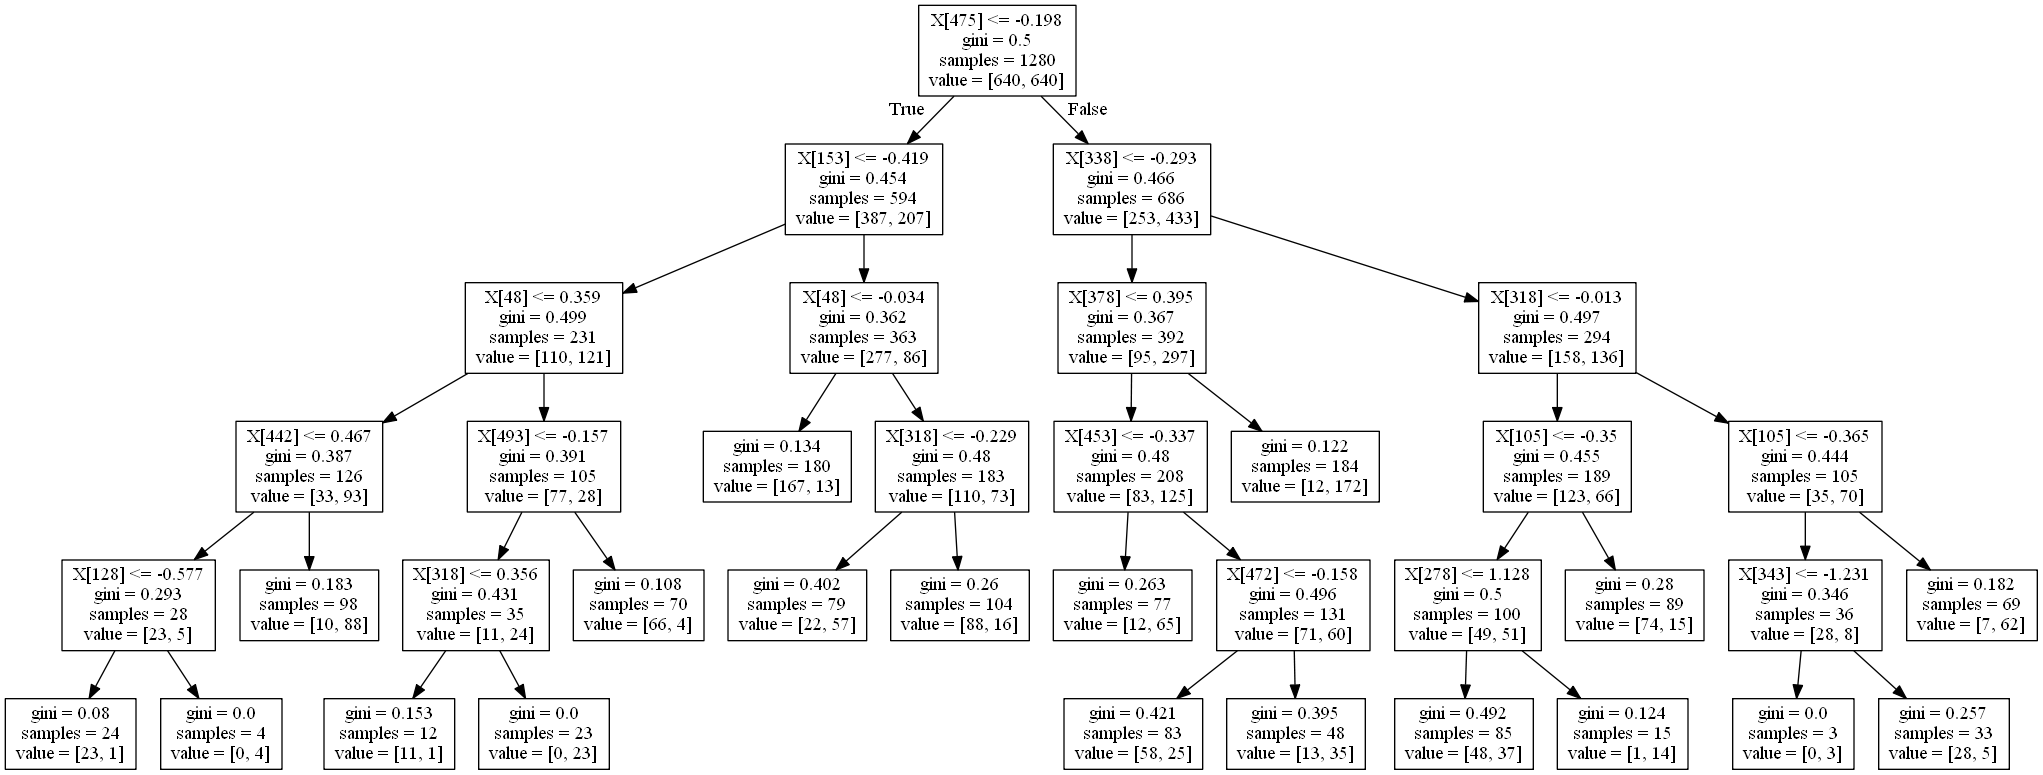 X[475] <= -0.198
gini = 0.5
samples = 1280
value = [640, 640]
True
False
X[153] <= -0.419
gini = 0.454
samples = 594
value = [387, 207]
X[338] <= -0.293
gini = 0.466
samples = 686
value = [253, 433]
X[48] <= 0.359
gini = 0.499
samples = 231
value = [110, 121]
X[48] <= -0.034
gini = 0.362
samples = 363
value = [277, 86]
X[378] <= 0.395
gini = 0.367
samples = 392
value = [95, 297]
X[318] <= -0.013
gini = 0.497
samples = 294
value = [158, 136]
X[442] <= 0.467
gini = 0.387
samples = 126
value = [33, 93]
X[493] <= -0.157
gini = 0.391
samples = 105
value = [77, 28]
gini = 0.134
samples = 180
value = [167, 13]
X[318] <= -0.229
gini = 0.48
samples = 183
value = [110, 73]
X[453] <= -0.337
gini = 0.48
samples = 208
value = [83, 125]
gini = 0.122
samples = 184
value = [12, 172]
X[105] <= -0.35
gini = 0.455
samples = 189
value = [123, 66]
X[105] <= -0.365
gini = 0.444
samples = 105
value = [35, 70]
X[128] <= -0.577
gini = 0.293
samples = 28
value = [23, 5]
gini = 0.183
samples = 98
value = [10, 88]
X[318] <= 0.356
gini = 0.431
samples = 35
value = [11, 24]
gini = 0.108
samples = 70
value = [66, 4]
gini = 0.402
samples = 79
value = [22, 57]
gini = 0.26
samples = 104
value = [88, 16]
gini = 0.263
samples = 77
value = [12, 65]
X[472] <= -0.158
gini = 0.496
samples = 131
value = [71, 60]
X[278] <= 1.128
gini = 0.5
samples = 100
value = [49, 51]
gini = 0.28
samples = 89
value = [74, 15]
X[343] <= -1.231
gini = 0.346
samples = 36
value = [28, 8]
gini = 0.182
samples = 69
value = [7, 62]
gini = 0.08
samples = 24
value = [23, 1]
gini = 0.0
samples = 4
value = [0, 4]
gini = 0.153
samples = 12
value = [11, 1]
gini = 0.0
samples = 23
value = [0, 23]
gini = 0.421
samples = 83
value = [58, 25]
gini = 0.395
samples = 48
value = [13, 35]
gini = 0.492
samples = 85
value = [48, 37]
gini = 0.124
samples = 15
value = [1, 14]
gini = 0.0
samples = 3
value = [0, 3]
gini = 0.257
samples = 33
value = [28, 5]